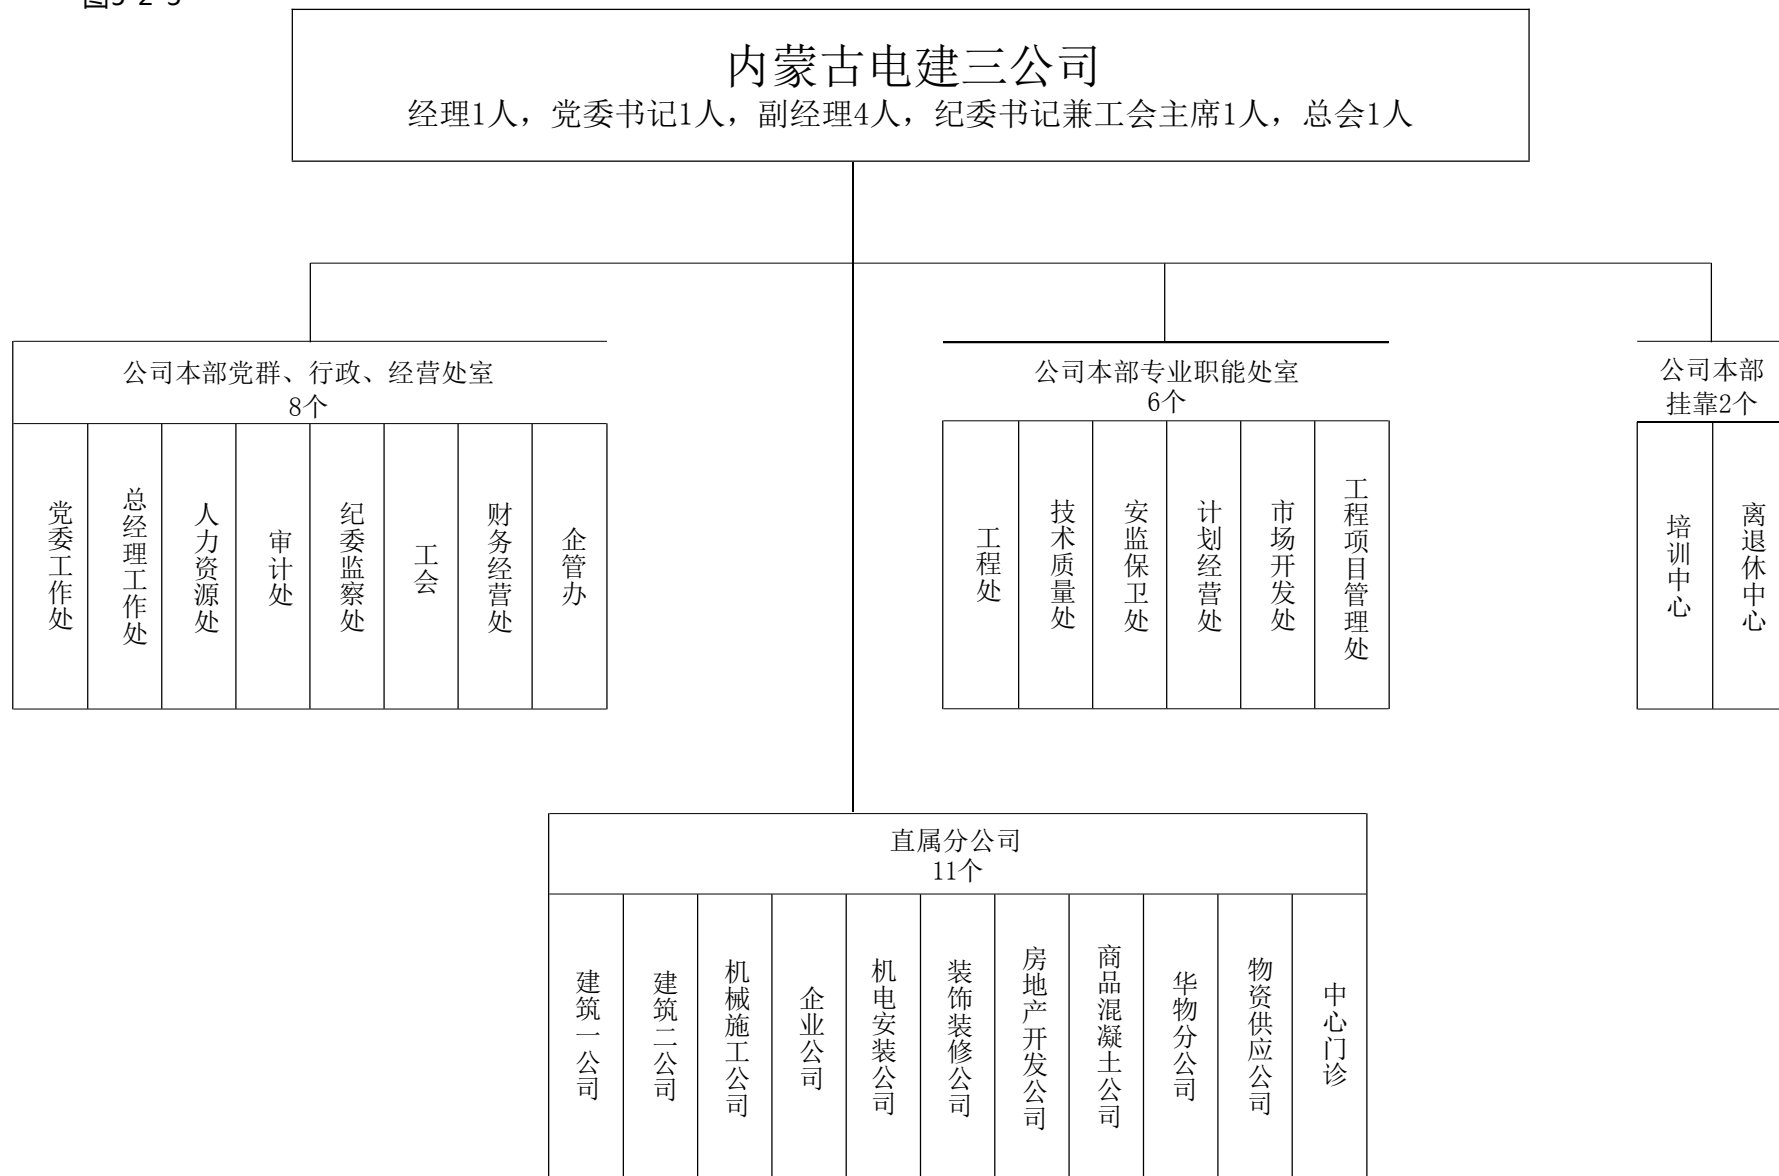 图5-2-3
内蒙古电建三公司
经理1人，党委书记1人，副经理4人，纪委书记兼工会主席1人，总会1人
公司本部党群、行政、经营处室
8个
党委工作处
总经理工作处
人力资源处
审计处
纪委监察处
工会
财务经营处
企管办
公司本部专业职能处室
6个
工程处
技术质量处
安监保卫处
计划经营处
市场开发处
工程项目管理处
公司本部
挂靠2个
培训中心
离退休中心
直属分公司
11个
建筑一公司
建筑二公司
机械施工公司
企业公司
机电安装公司
装饰装修公司
房地产开发公司
商品混凝土公司
华物分公司
物资供应公司
中心门诊